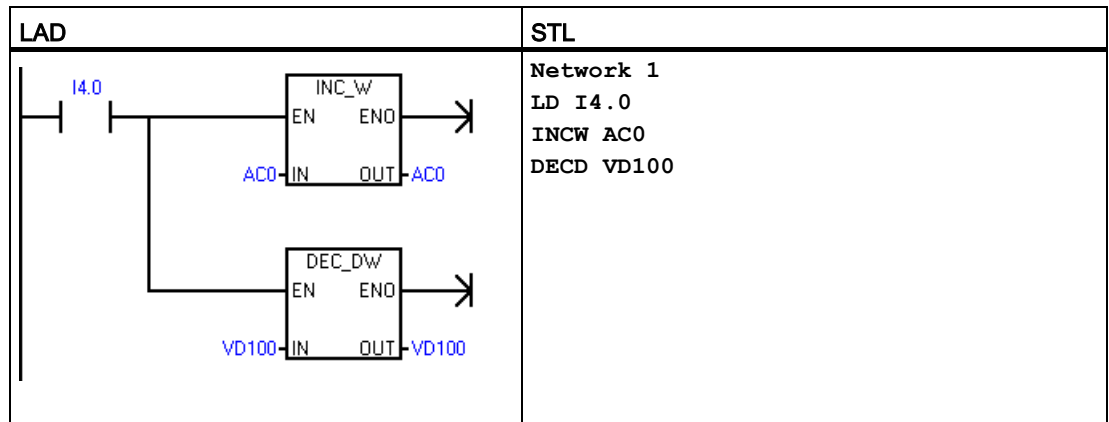 LAD
STL
I4.0
INC_W
EN ENO
AC0 IN OUT AC0
DEC_DW
EN ENO
VD100 IN OUT VD100
Network 1
LD I4.0
INCW AC0
DECD VD100